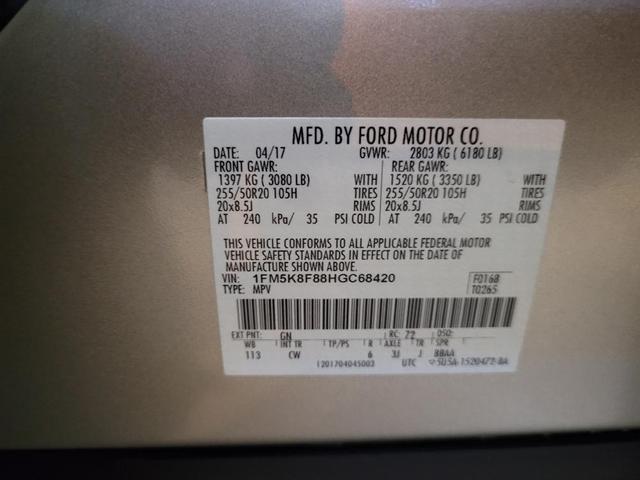 MFD. BY FORD MOTOR CO.
DATE: 04/17 GVWR: 2803 KG ( 6180 LB)
FRONT GAWR: REAR GAWR:
1397 KG ( 3080 LB) WITH 1520 KG ( 3350 LB) WITH
255/50R20 105H TIRES 255/50R20 105H TIRES
20x8.5J RIMS 20x8.5J RIMS
AT 240 kPa/ 35 PSI COLD AT 240 kPa/ 35 PSI COLD
THIS VEHICLE CONFORMS TO ALL APPLICABLE FEDERAL MOTOR
VEHICLE SAFETY STANDARDS IN EFFECT ON THE DATE OF
MANUFACTURE SHOWN ABOVE.
VIN: 1FM5K8F88HGC68420 F0168
TYPE: MPV T0265
EXT PNT: GN RC: 72 DSO:
WB INT TR TP/PS R AXLE TR SPR
113 CW 6 3J J BBAA
1201704045003 UTC